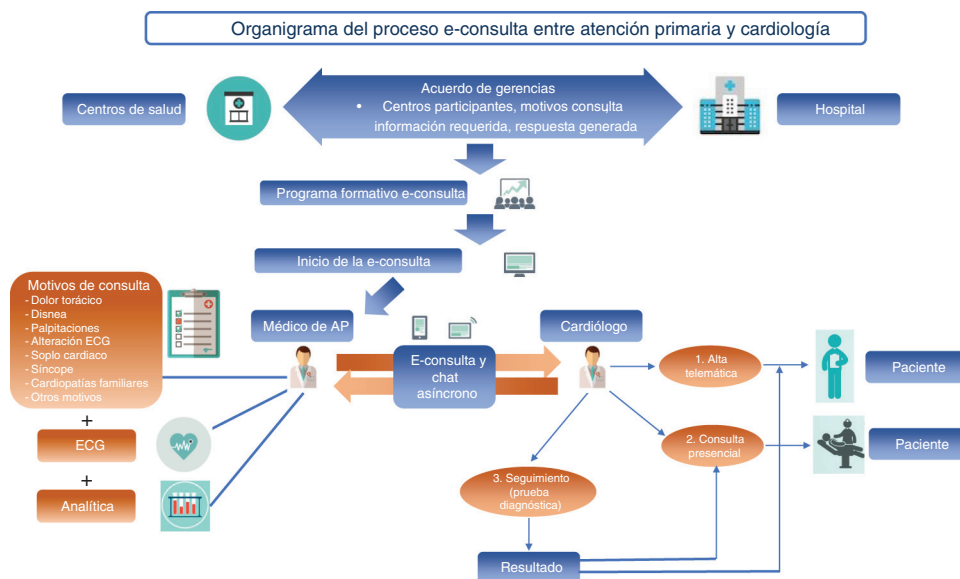 Organigrama del proceso e-consulta entre atención primaria y cardiología
Centros de salud
Acuerdo de gerencias
• Centros participantes, motivos consulta
información requerida, respuesta generada
Hospital
Programa formativo e-consulta
Inicio de la e-consulta
Motivos de consulta
- Dolor torácico
- Disnea
- Palpitaciones
- Alteración ECG
- Soplo cardiaco
- Síncope
- Cardiopatías familiares
- Otros motivos
+
ECG
+
Analítica
Médico de AP
E-consulta y
chat
asíncrono
Cardiólogo
1. Alta
telemática
Paciente
2. Consulta
presencial
Paciente
3. Seguimiento
(prueba
diagnóstica)
Resultado